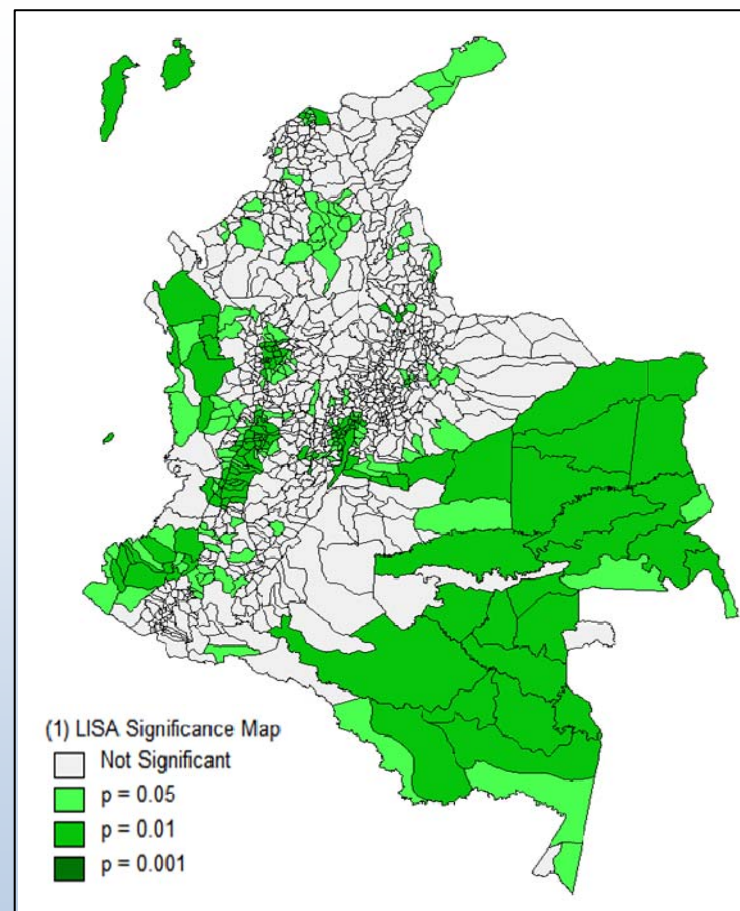 (1) LISA Significance Map
Not Significant
p = 0.05
p = 0.01
p = 0.001